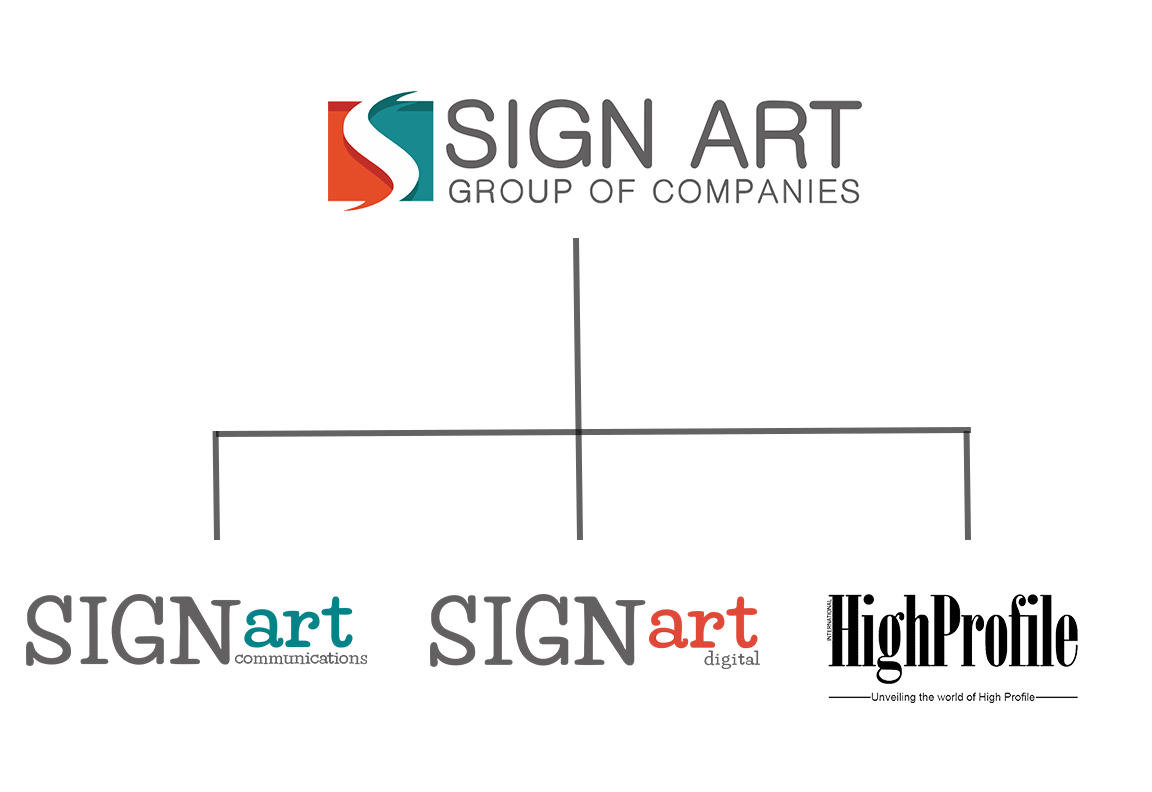 SIGN ART
GROUP OF COMPANIES
SIGNart
communications
SIGNart
digital
INTERNATIONAL
HighProfile
Unveiling the world of High Profile